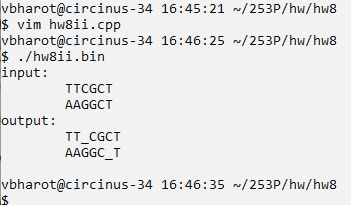 vbharot@circinus-34 16:45:21 ~/253P/hw/hw8
$ vim hw8ii.cpp
vbharot@circinus-34 16:46:25 ~/253P/hw/hw8
$ ./hw8ii.bin
input:
TTCGCT
AAGGCT
output:
TT_CGCT
AAGGC_T
vbharot@circinus-34 16:46:35 ~/253P/hw/hw8
$